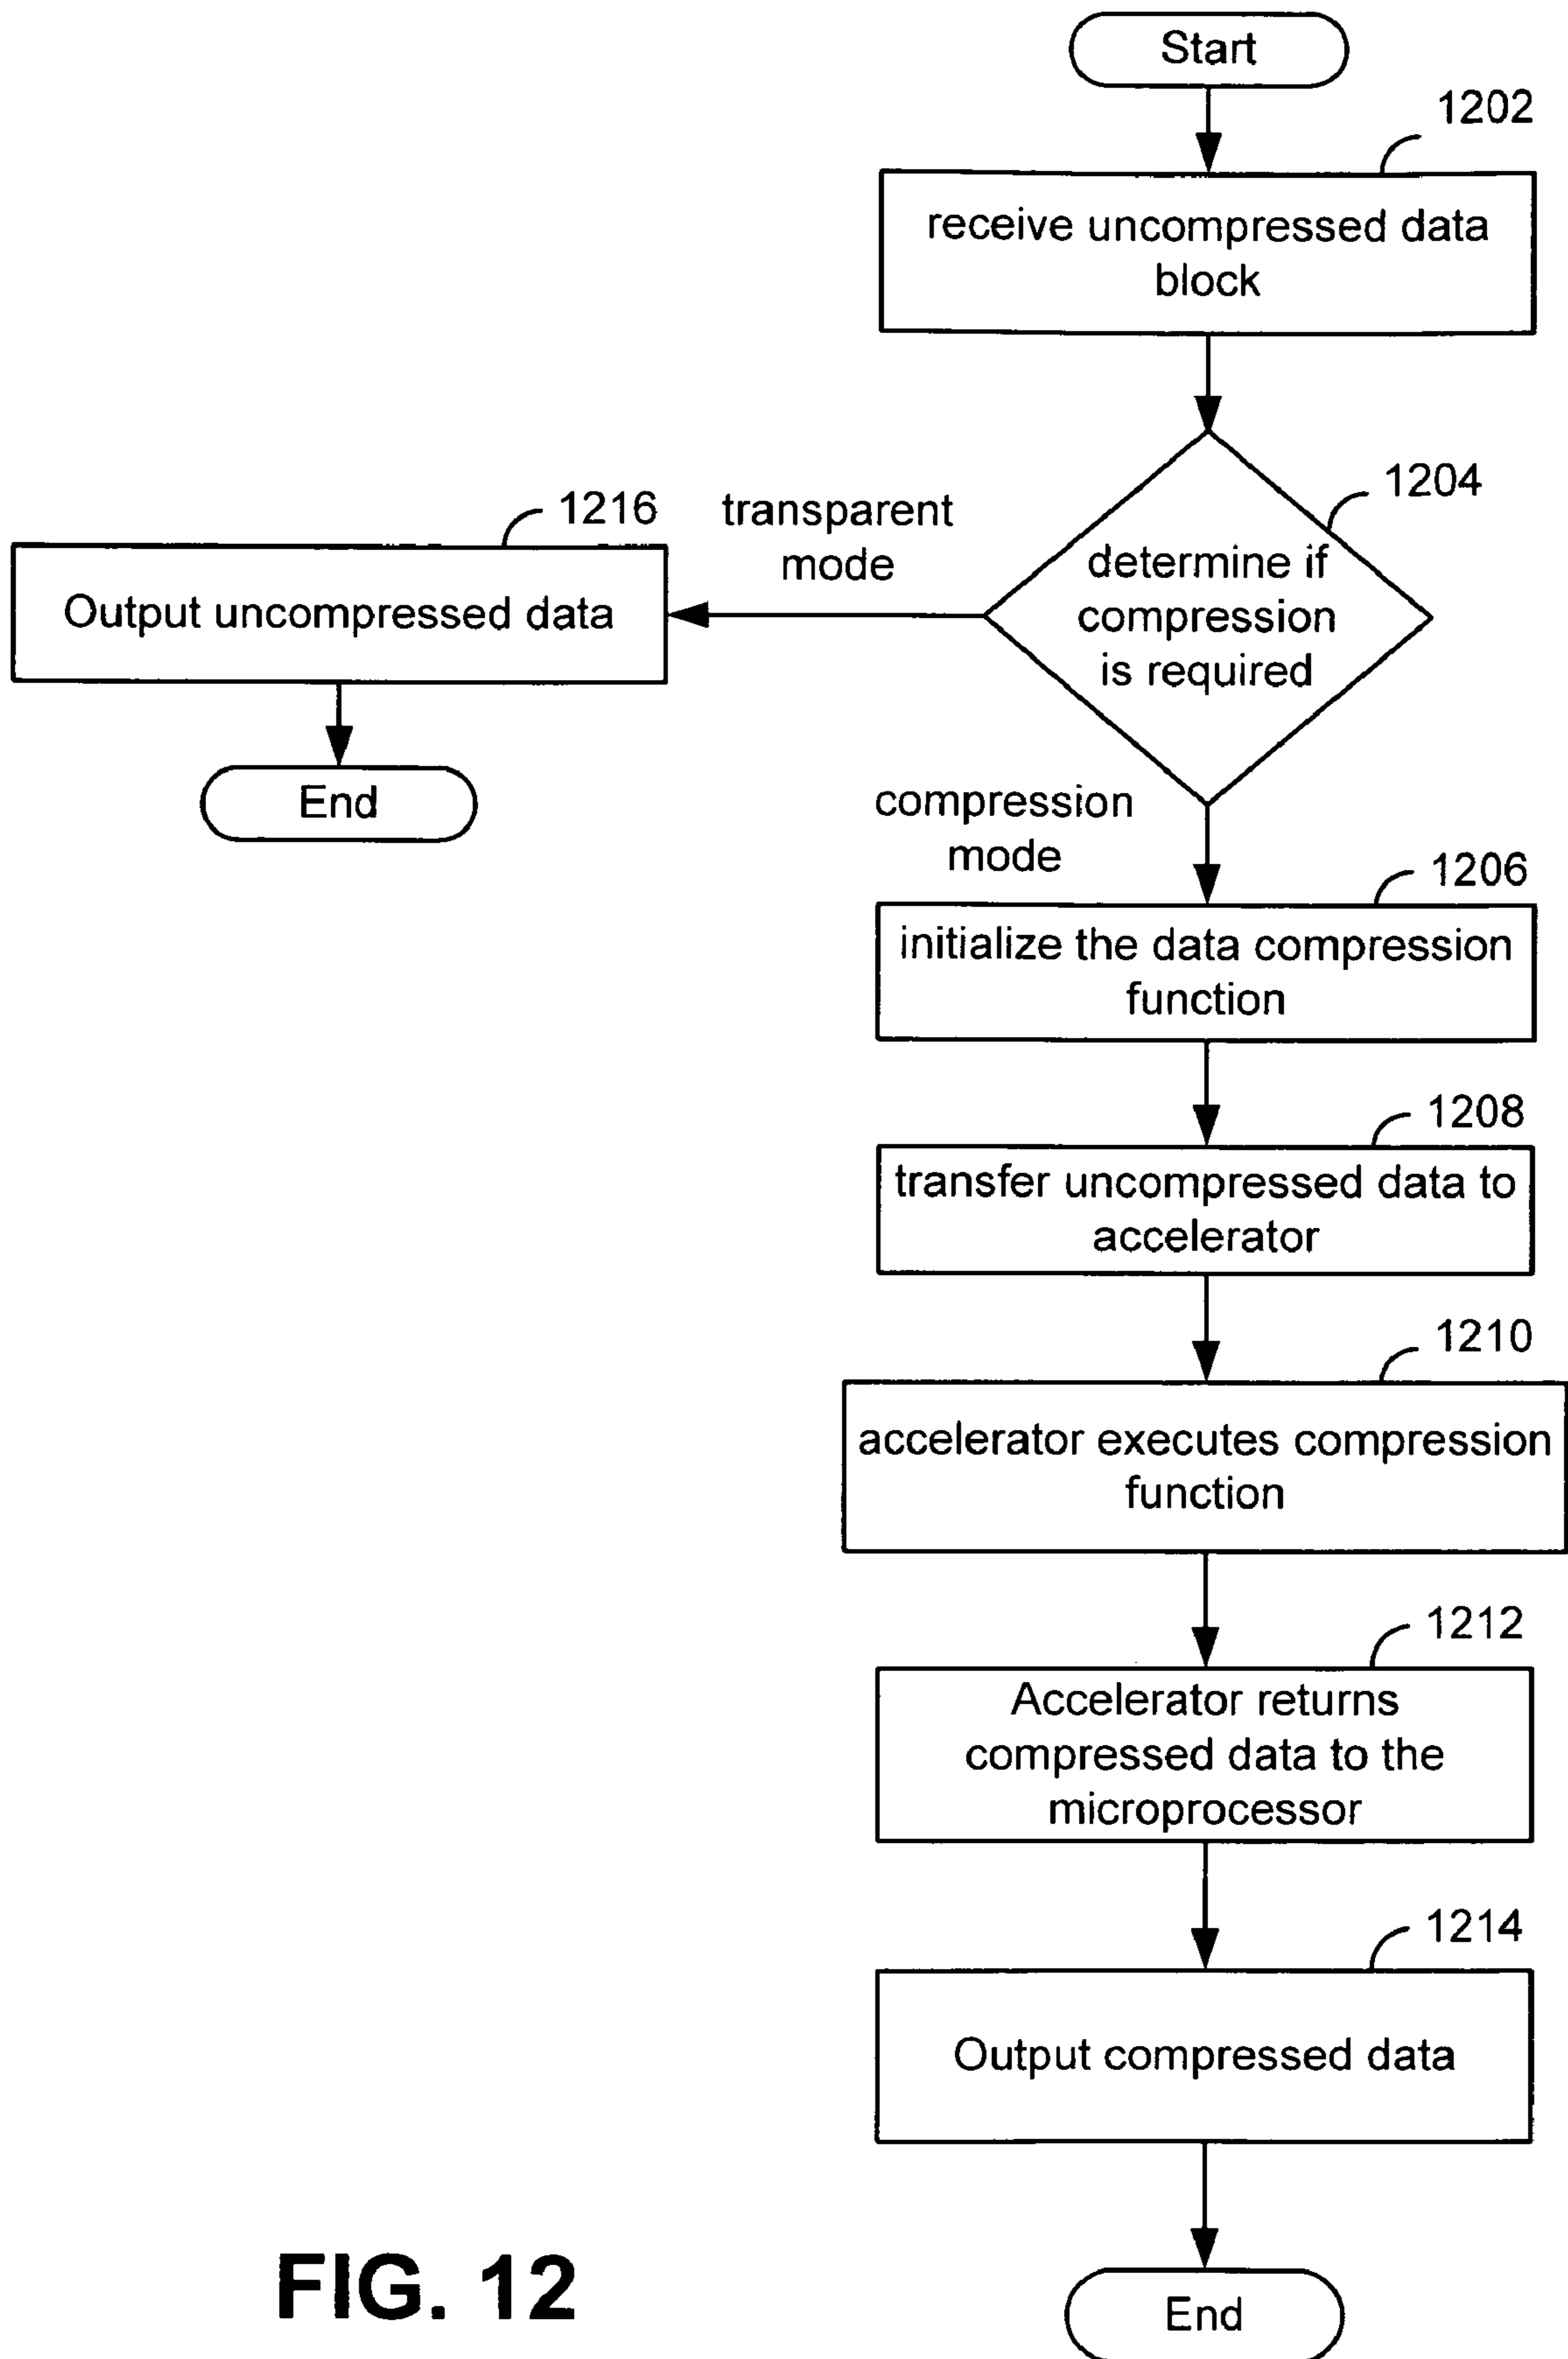 Start
1202
receive uncompressed data
block
1204
determine if
compression
is required
transparent
mode
1216
Output uncompressed data
End
compression
mode
1206
initialize the data compression
function
1208
transfer uncompressed data to
accelerator
1210
accelerator executes compression
function
1212
Accelerator returns
compressed data to the
microprocessor
1214
Output compressed data
End
FIG. 12